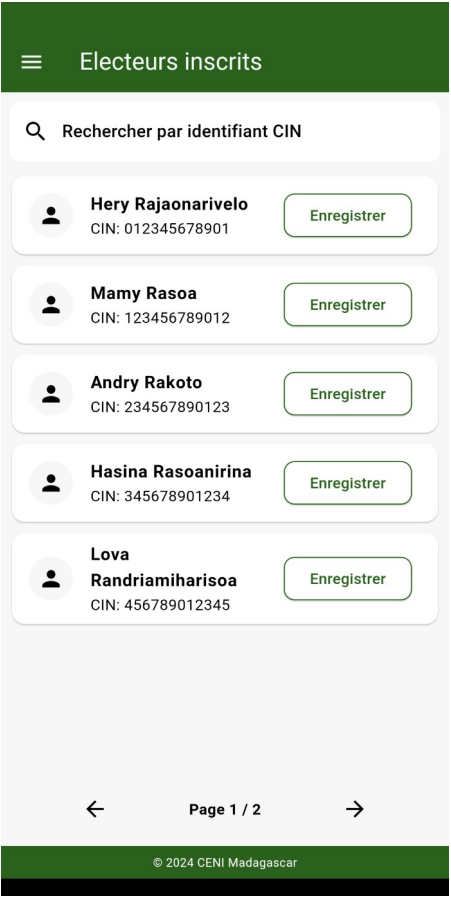 Electeurs inscrits
Rechercher par identifiant CIN
Hery Rajaonarivelo
CIN: 012345678901
Enregistrer
Mamy Rasoa
CIN: 123456789012
Enregistrer
Andry Rakoto
CIN: 234567890123
Enregistrer
Hasina Rasoanirina
CIN: 345678901234
Enregistrer
Lova
Randriamiharisoa
CIN: 456789012345
Enregistrer
Page 1 / 2
© 2024 CENI Madagascar